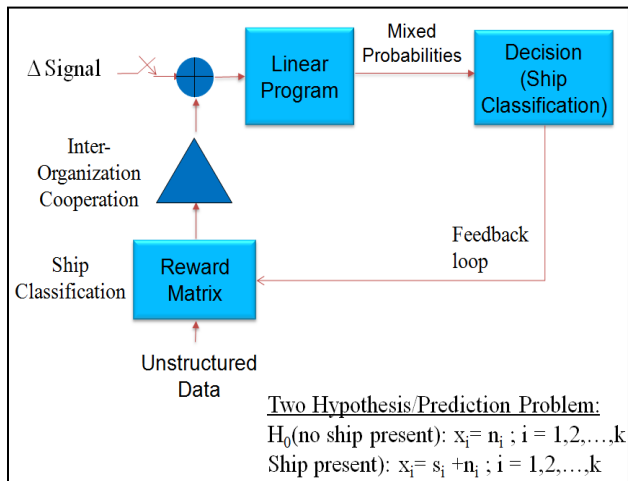 Δ Signal
Linear
Program
Mixed
Probabilities
Decision
(Ship
Classification)
Inter-
Organization
Cooperation
Ship
Classification
Reward
Matrix
Feedback
loop
Unstructured
Data
Two Hypothesis/Prediction Problem:
H₀(no ship present): xᵢ= nᵢ ; i = 1,2,…,k
Ship present): xᵢ= sᵢ +nᵢ ; i = 1,2,…,k